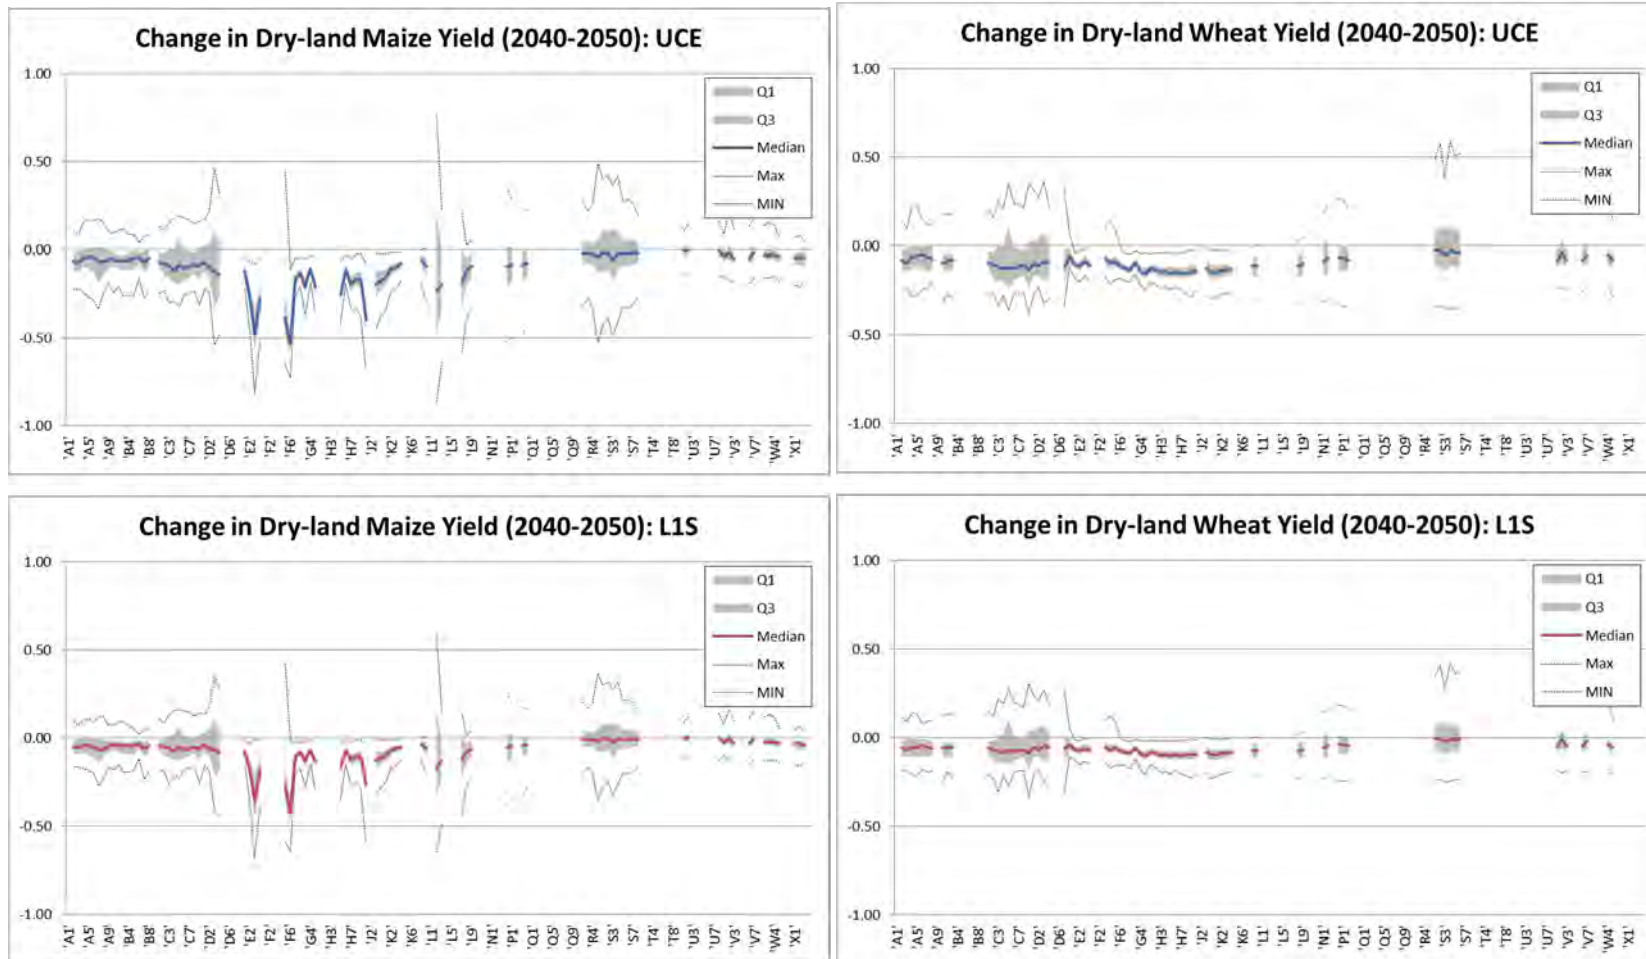 Change in Dry-land Maize Yield (2040-2050): UCE
1.00
0.50
0.00
-0.50
-1.00
Q1
Q3
Median
Max
MIN
'A1' 'A5' 'A9' 'B4' 'B8' 'C3' 'C7' 'D2' 'D6' 'E2' 'F2' 'F6' 'G4' 'H3' 'H7' 'J2' 'K2' 'K6' 'L1' 'L5' 'L9' 'N1' 'P1' 'Q1' 'Q5' 'Q9' 'R4' 'S3' 'S7' 'T4' 'T8' 'U3' 'U7' 'V3' 'V7' 'W4' 'X1'
Change in Dry-land Wheat Yield (2040-2050): UCE
1.00
0.50
0.00
-0.50
-1.00
Q1
Q3
Median
Max
MIN
'A1' 'A5' 'A9' 'B4' 'B8' 'C3' 'C7' 'D2' 'D6' 'E2' 'F2' 'F6' 'G4' 'H3' 'H7' 'J2' 'K2' 'K6' 'L1' 'L5' 'L9' 'N1' 'P1' 'Q1' 'Q5' 'Q9' 'R4' 'S3' 'S7' 'T4' 'T8' 'U3' 'U7' 'V3' 'V7' 'W4' 'X1'
Change in Dry-land Maize Yield (2040-2050): L1S
1.00
0.50
0.00
-0.50
-1.00
Q1
Q3
Median
Max
MIN
'A1' 'A5' 'A9' 'B4' 'B8' 'C3' 'C7' 'D2' 'D6' 'E2' 'F2' 'F6' 'G4' 'H3' 'H7' 'J2' 'K2' 'K6' 'L1' 'L5' 'L9' 'N1' 'P1' 'Q1' 'Q5' 'Q9' 'R4' 'S3' 'S7' 'T4' 'T8' 'U3' 'U7' 'V3' 'V7' 'W4' 'X1'
Change in Dry-land Wheat Yield (2040-2050): L1S
1.00
0.50
0.00
-0.50
-1.00
Q1
Q3
Median
Max
MIN
'A1' 'A5' 'A9' 'B4' 'B8' 'C3' 'C7' 'D2' 'D6' 'E2' 'F2' 'F6' 'G4' 'H3' 'H7' 'J2' 'K2' 'K6' 'L1' 'L5' 'L9' 'N1' 'P1' 'Q1' 'Q5' 'Q9' 'R4' 'S3' 'S7' 'T4' 'T8' 'U3' 'U7' 'V3' 'V7' 'W4' 'X1'